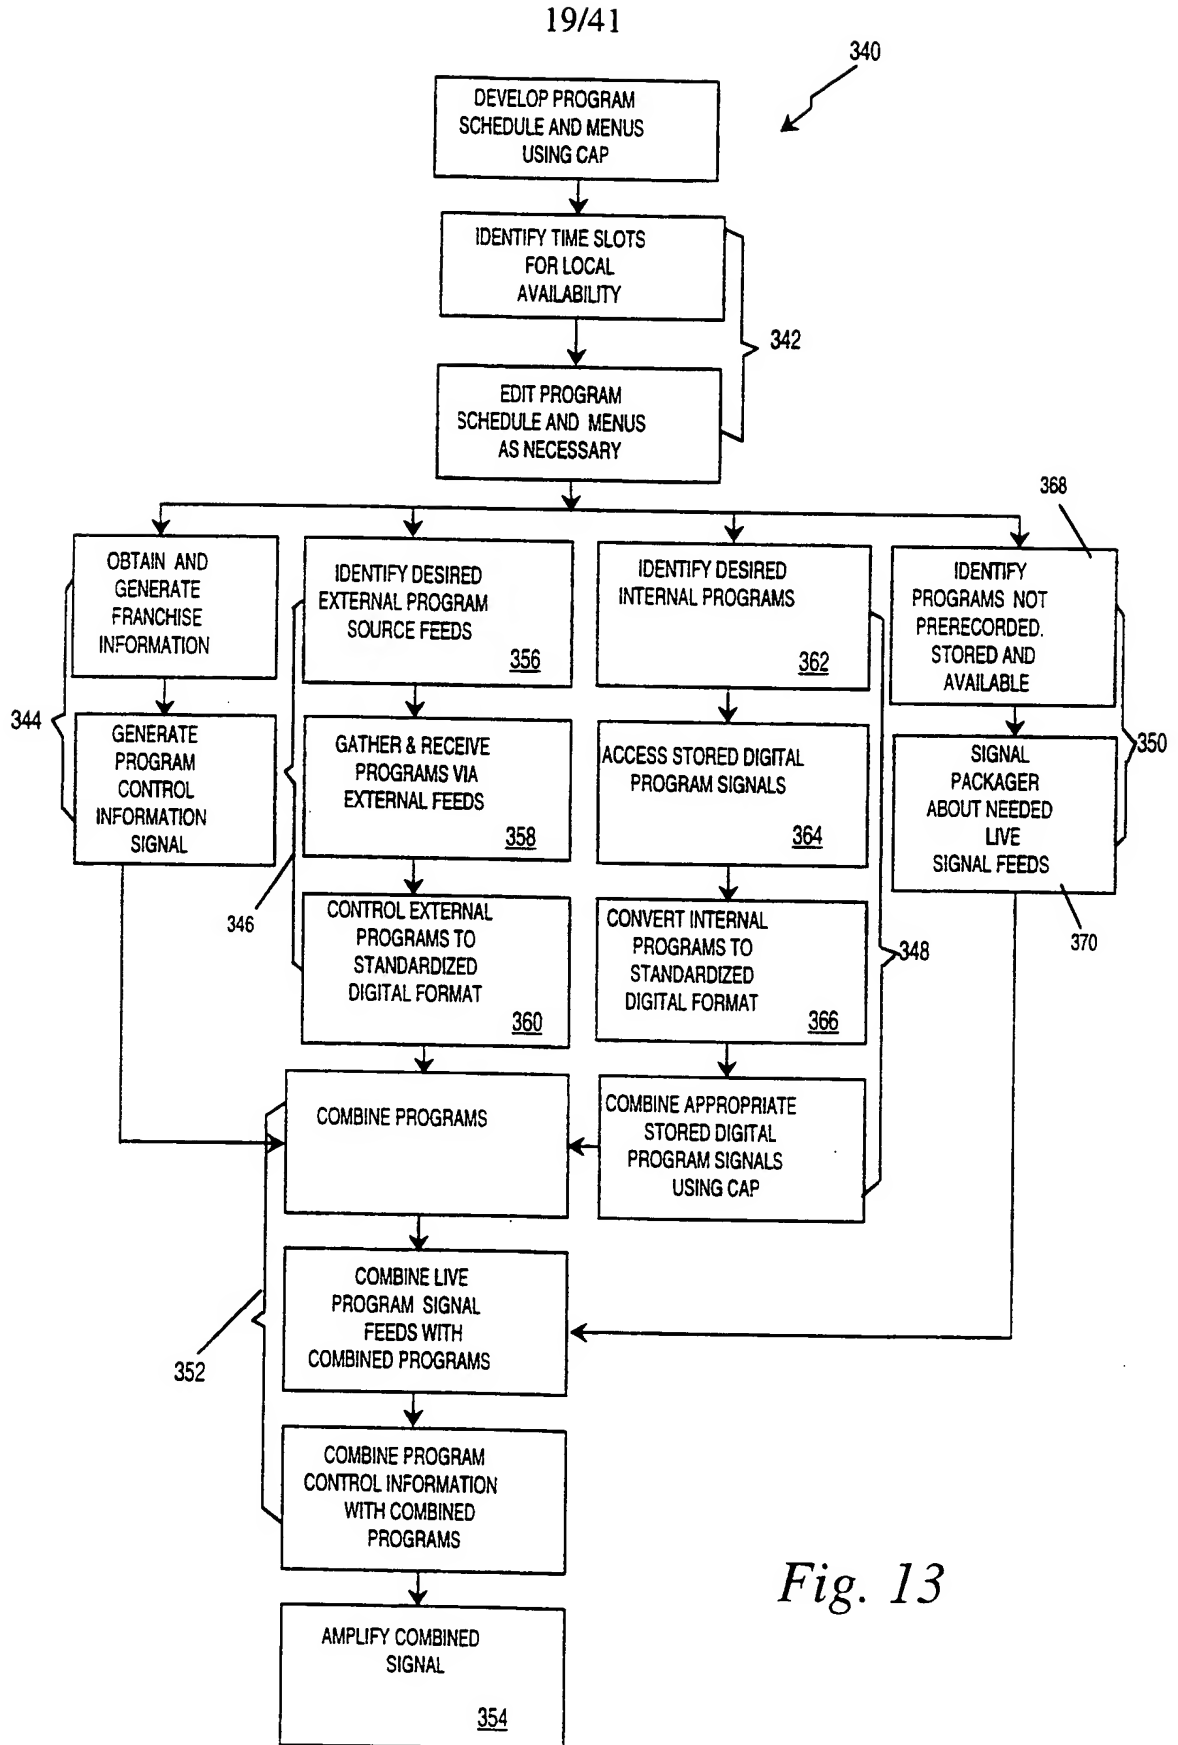 19/41
340
DEVELOP PROGRAM
SCHEDULE AND MENUS
USING CAP
IDENTIFY TIME SLOTS
FOR LOCAL
AVAILABILITY
342
EDIT PROGRAM
SCHEDULE AND MENUS
AS NECESSARY
368
OBTAIN AND
GENERATE
FRANCHISE
INFORMATION
IDENTIFY DESIRED
EXTERNAL PROGRAM
SOURCE FEEDS
356
IDENTIFY DESIRED
INTERNAL PROGRAMS
362
IDENTIFY
PROGRAMS NOT
PRERECORDED.
STORED AND
AVAILABLE
344
350
GENERATE
PROGRAM
CONTROL
INFORMATION
SIGNAL
GATHER & RECEIVE
PROGRAMS VIA
EXTERNAL FEEDS
358
ACCESS STORED DIGITAL
PROGRAM SIGNALS
364
SIGNAL
PACKAGER
ABOUT NEEDED
LIVE
SIGNAL FEEDS
346
370
CONTROL EXTERNAL
PROGRAMS TO
STANDARDIZED
DIGITAL FORMAT
360
CONVERT INTERNAL
PROGRAMS TO
STANDARDIZED
DIGITAL FORMAT
366
348
COMBINE PROGRAMS
COMBINE APPROPRIATE
STORED DIGITAL
PROGRAM SIGNALS
USING CAP
COMBINE LIVE
PROGRAM SIGNAL
FEEDS WITH
COMBINED PROGRAMS
352
COMBINE PROGRAM
CONTROL INFORMATION
WITH COMBINED
PROGRAMS
Fig. 13
AMPLIFY COMBINED
SIGNAL
354